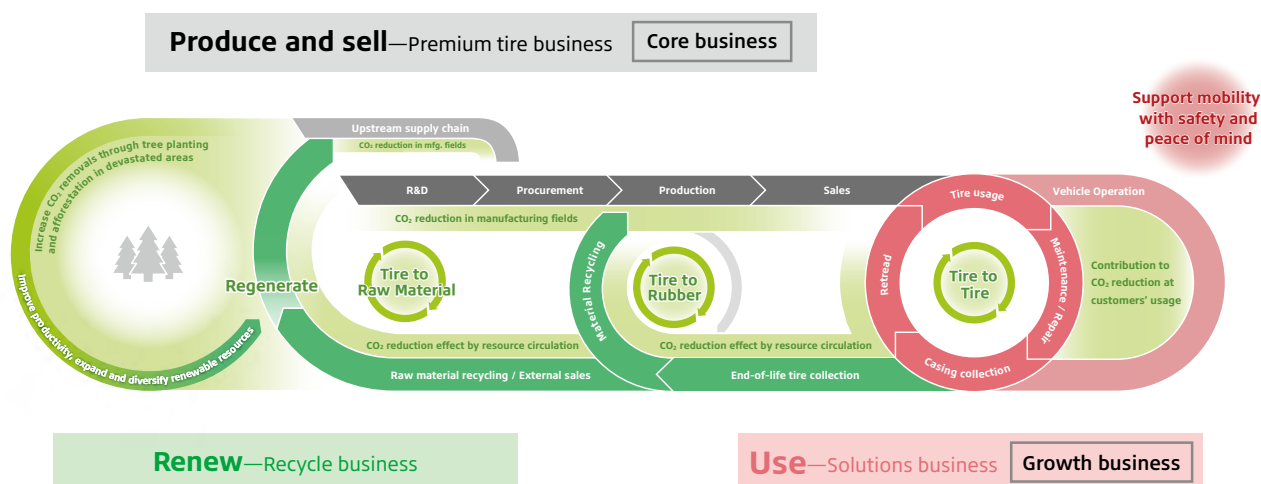 Produce and sell—Premium tire business
Core business
Support mobility
with safety and
peace of mind
Upstream supply chain
CO₂ reduction in mfg. fields
Increase CO₂ removals through tree planting
and afforestation in devastated areas
R&D
Procurement
Production
Sales
Tire usage
Vehicle Operation
CO₂ reduction in manufacturing fields
Regenerate
Tire to
Raw Material
Material Recycling
Tire to
Rubber
Retread
Tire to
Tire
Maintenance / Repair
Contribution to
CO₂ reduction at
customers' usage
Improve productivity, expand and diversify renewable resources
CO₂ reduction effect by resource circulation
CO₂ reduction effect by resource circulation
Raw material recycling / External sales
End-of-life tire collection
Casing collection
Renew—Recycle business
Use—Solutions business
Growth business